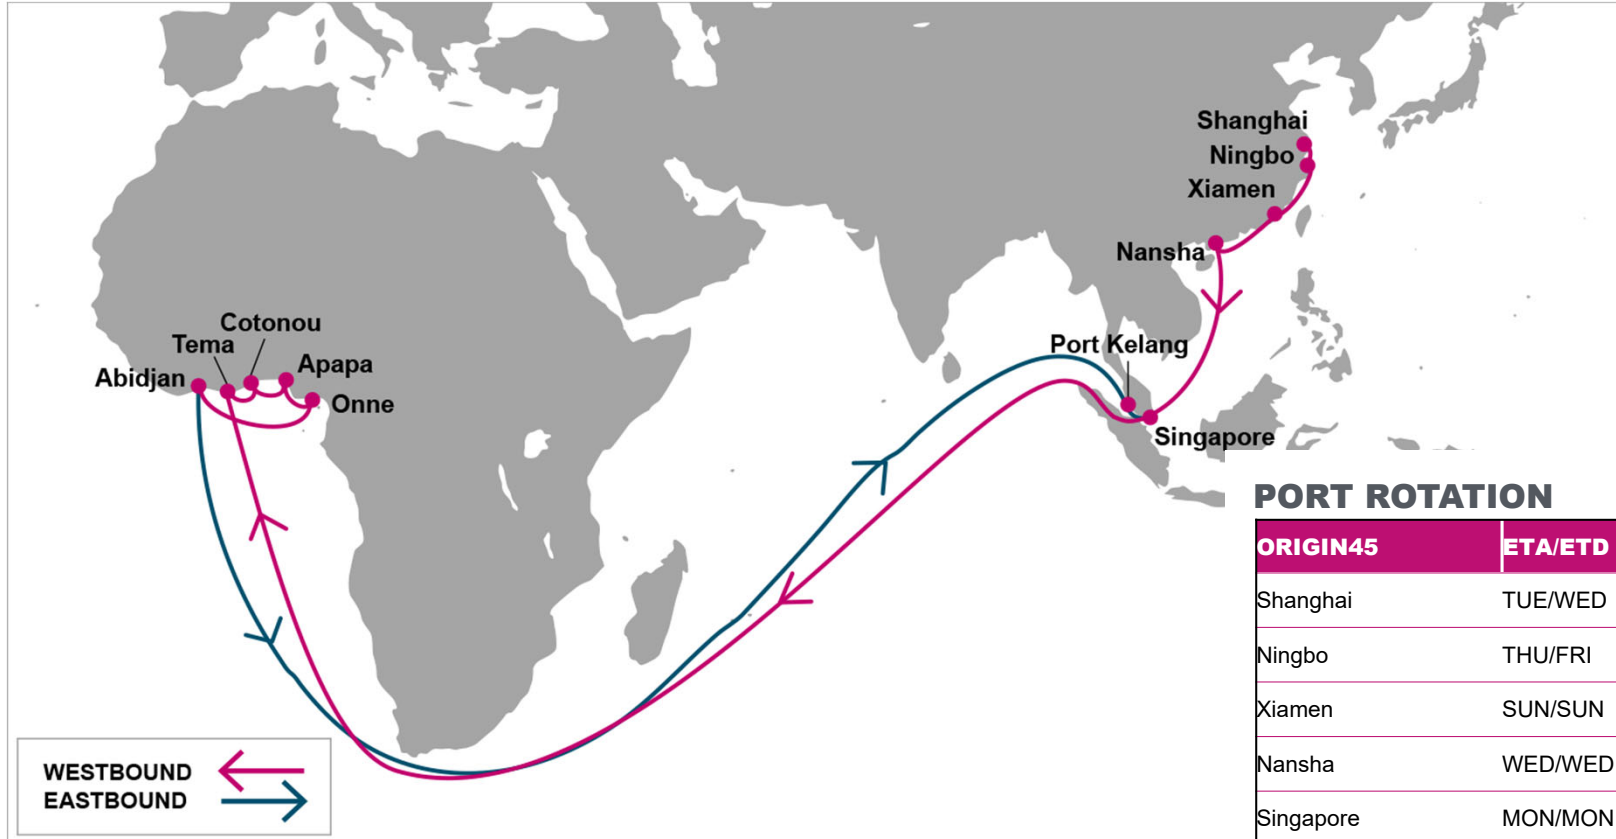 Shanghai
Ningbo
Xiamen
Nansha
Cotonou
Tema
Port Kelang
Apapa
Abidjan
Onne
Singapore
PORT ROTATION
ORIGIN45 ETA/ETD
Shanghai TUE/WED
Ningbo THU/FRI
Xiamen SUN/SUN
Nansha WED/WED
Singapore MON/MON
WESTBOUND
EASTBOUND